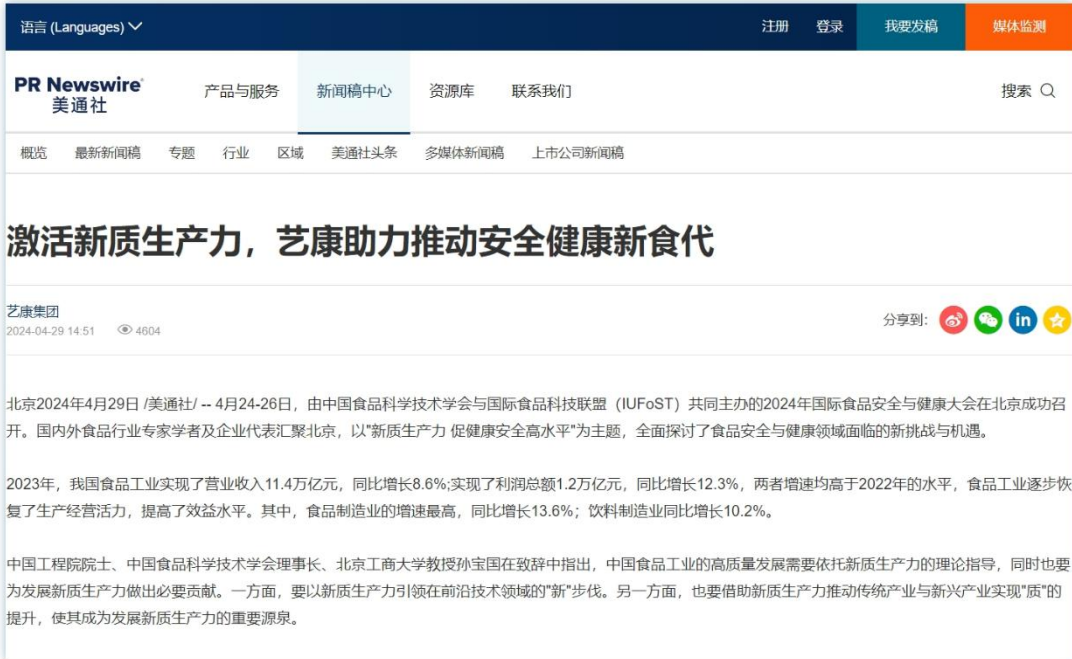 语言 (Languages)
注册 登录 我要发稿 媒体监测
PR Newswire®
美通社
产品与服务 新闻稿中心 资源库 联系我们 搜索
概览 最新新闻稿 专题 行业 区域 美通社头条 多媒体新闻稿 上市公司新闻稿
激活新质生产力，艺康助力推动安全健康新食代
艺康集团
2024-04-29 14:51 4604
分享到:
in
北京2024年4月29日 /美通社/ -- 4月24-26日，由中国食品科学技术学会与国际食品科技联盟（IUFoST）共同主办的2024年国际食品安全与健康大会在北京成功召
开。国内外食品行业专家学者及企业代表汇聚北京，以"新质生产力 促健康安全高水平"为主题，全面探讨了食品安全与健康领域面临的新挑战与机遇。
2023年，我国食品工业实现了营业收入11.4万亿元，同比增长8.6%;实现了利润总额1.2万亿元，同比增长12.3%，两者增速均高于2022年的水平，食品工业逐步恢
复了生产经营活力，提高了效益水平。其中，食品制造业的增速最高，同比增长13.6%；饮料制造业同比增长10.2%。
中国工程院院士、中国食品科学技术学会理事长、北京工商大学教授孙宝国在致辞中指出，中国食品工业的高质量发展需要依托新质生产力的理论指导，同时也要
为发展新质生产力做出必要贡献。一方面，要以新质生产力引领在前沿技术领域的"新"步伐。另一方面，也要借助新质生产力推动传统产业与新兴产业实现"质"的
提升，使其成为发展新质生产力的重要源泉。